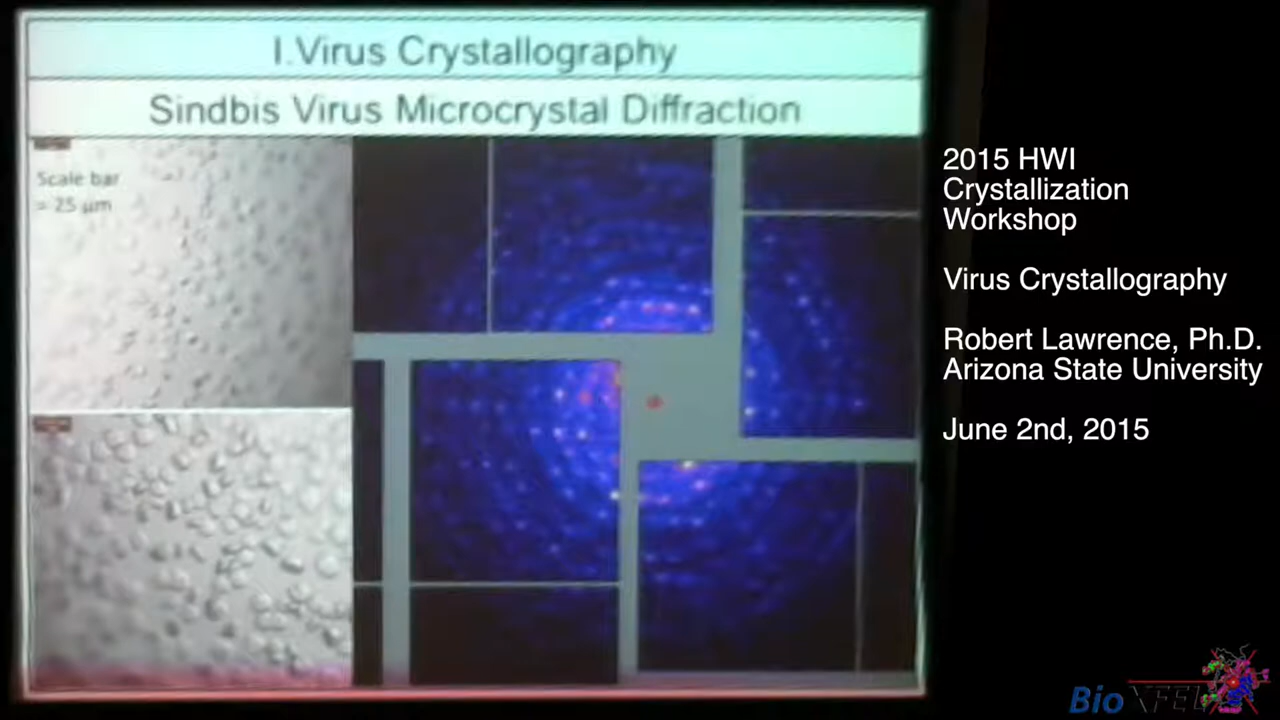 I.Virus Crystallography
Sindbis Virus Microcrystal Diffraction
Scale bar
= 25 µm
2015 HWI
Crystallization
Workshop
Virus Crystallography
Robert Lawrence, Ph.D.
Arizona State University
June 2nd, 2015
BioXFEL